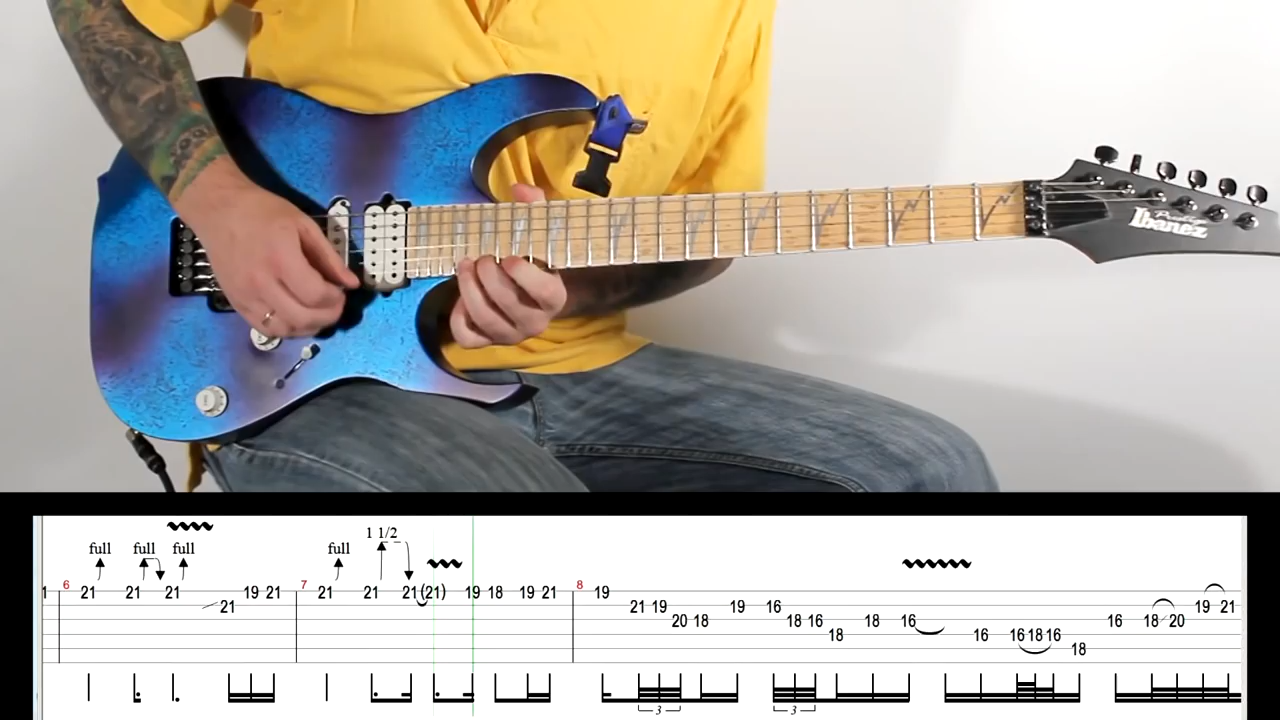 Prestige
Ibanez
1 1/2
full full full full
6 7 8
1 21 21 21 19 21 21 21 21 (21) 19 18 19 21 19
21 21 19 19 16 19 21
20 18 18 16 18 16 16 18 20
18 16 16 18 16
18
3 3